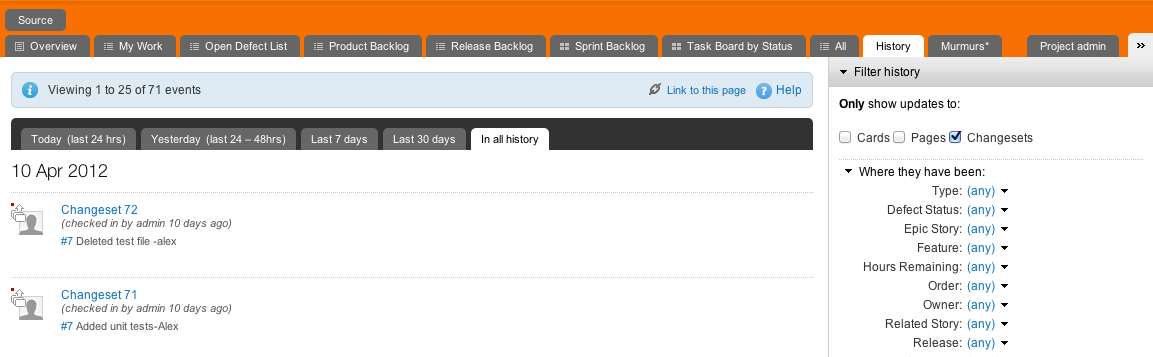 Source
Overview My Work Open Defect List Product Backlog Release Backlog Sprint Backlog Task Board by Status All History Murmurs* Project admin »
Viewing 1 to 25 of 71 events Link to this page Help
Today (last 24 hrs) Yesterday (last 24 – 48hrs) Last 7 days Last 30 days In all history
10 Apr 2012
Changeset 72
(checked in by admin 10 days ago)
#7 Deleted test file -alex
Changeset 71
(checked in by admin 10 days ago)
#7 Added unit tests-Alex
Filter history
Only show updates to:
Cards Pages Changesets
Where they have been:
Type: (any)
Defect Status: (any)
Epic Story: (any)
Feature: (any)
Hours Remaining: (any)
Order: (any)
Owner: (any)
Related Story: (any)
Release: (any)